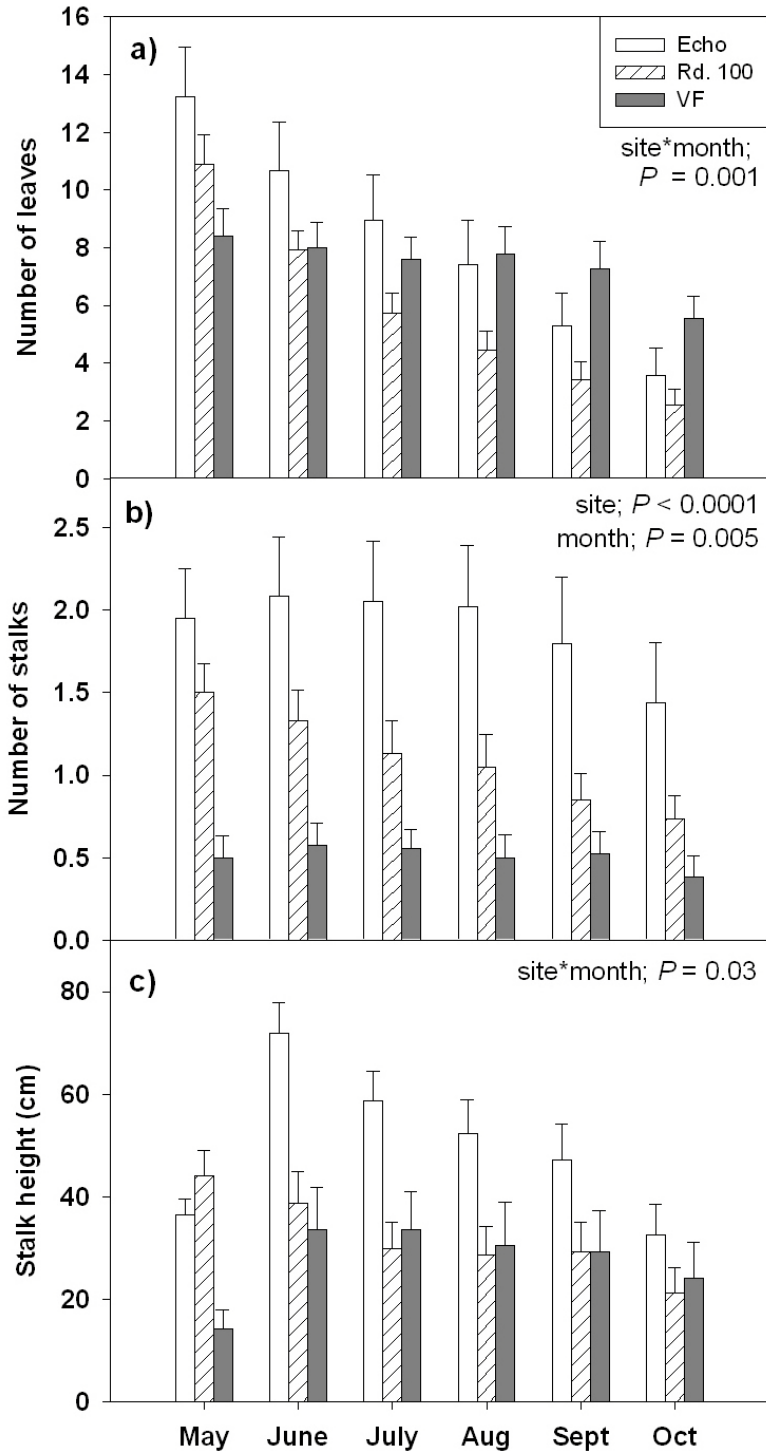 16
14
12
10
8
6
4
2
0
Number of leaves
a)
Echo
Rd. 100
VF
site*month;
P = 0.001
2.5
2.0
1.5
1.0
0.5
0.0
Number of stalks
b)
site; P < 0.0001
month; P = 0.005
80
60
40
20
0
Stalk height (cm)
c)
site*month; P = 0.03
May June July Aug Sept Oct